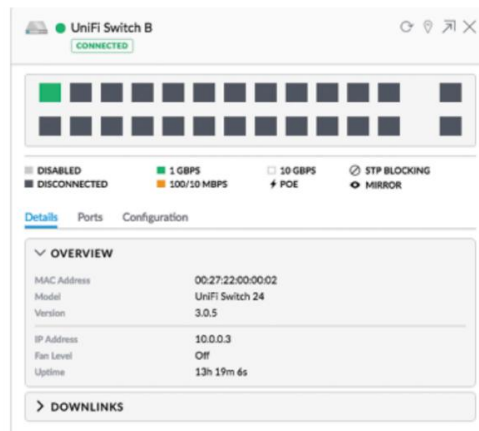 UniFi Switch B
CONNECTED
DISABLED 1 GBPS 10 GBPS STP BLOCKING
DISCONNECTED 100/10 MBPS POE MIRROR
Details Ports Configuration
OVERVIEW
MAC Address 00:27:22:00:00:02
Model UniFi Switch 24
Version 3.0.5
IP Address 10.0.0.3
Fan Level Off
Uptime 13h 19m 6s
DOWNLINKS